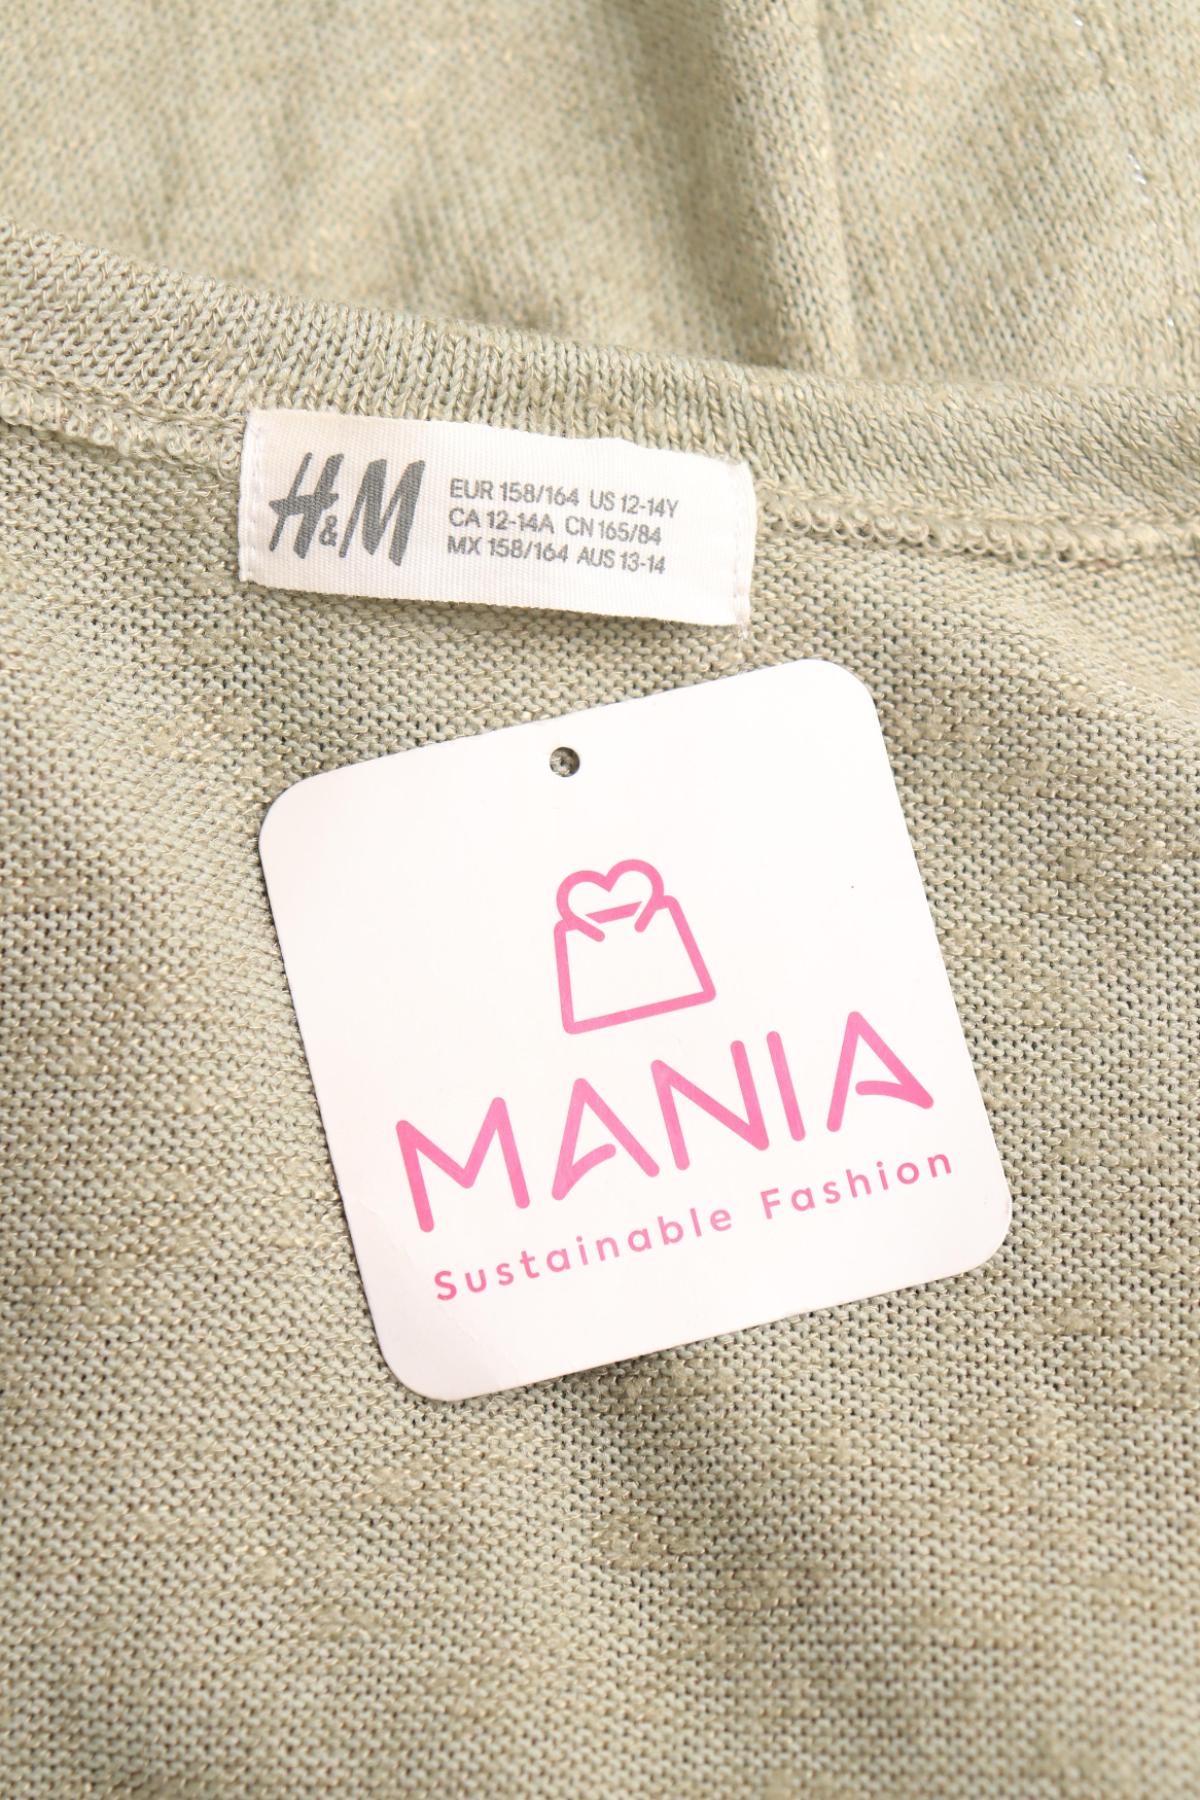 H&M
EUR 158/164 US 12-14Y
CA 12-14A CN 165/84
MX 158/164 AUS 13-14
MANIA
Sustainable Fashion